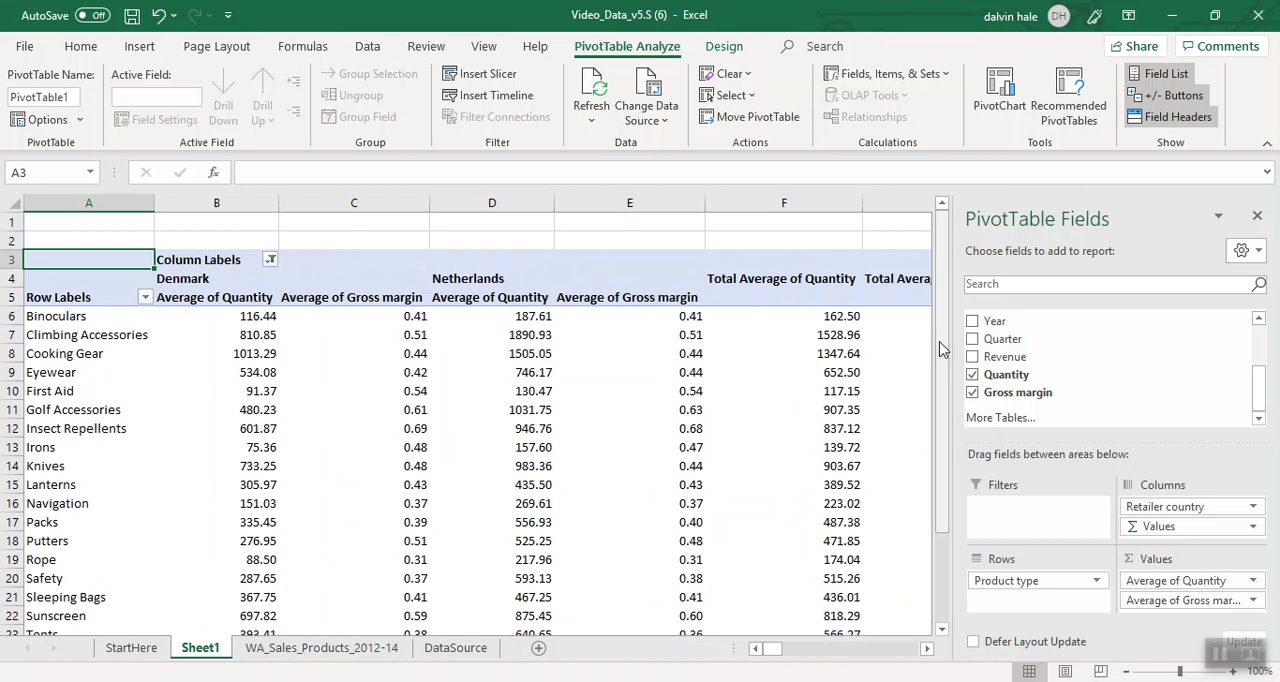 AutoSave Off Video_Data_v5.S (6) - Excel dalvin hale DH
File Home Insert Page Layout Formulas Data Review View Help PivotTable Analyze Design Search Share Comments
PivotTable Name: Active Field: Group Selection Insert Slicer Clear Fields, Items, & Sets Field List
PivotTable1 Drill Down Drill Up Ungroup Insert Timeline Refresh Change Data Source Select OLAP Tools PivotChart Recommended PivotTables +/- Buttons
Options Field Settings Group Field Filter Connections Move PivotTable Relationships Field Headers
PivotTable Active Field Group Filter Data Actions Calculations Tools Show
A3 fx
A B C D E F
1
2
3 Column Labels
4 Denmark Netherlands Total Average of Quantity Total Avera
5 Row Labels Average of Quantity Average of Gross margin Average of Quantity Average of Gross margin
6 Binoculars 116.44 0.41 187.61 0.41 162.50
7 Climbing Accessories 810.85 0.51 1890.93 0.51 1528.96
8 Cooking Gear 1013.29 0.44 1505.05 0.44 1347.64
9 Eyewear 534.08 0.42 746.17 0.44 652.50
10 First Aid 91.37 0.54 130.47 0.54 117.15
11 Golf Accessories 480.23 0.61 1031.75 0.63 907.35
12 Insect Repellents 601.87 0.69 946.76 0.68 837.12
13 Irons 75.36 0.48 157.60 0.47 139.72
14 Knives 733.25 0.48 983.36 0.44 903.67
15 Lanterns 305.97 0.43 435.50 0.43 389.52
16 Navigation 151.03 0.37 269.61 0.37 223.02
17 Packs 335.45 0.39 556.93 0.40 487.38
18 Putters 276.95 0.51 525.25 0.48 471.85
19 Rope 88.50 0.31 217.96 0.31 174.04
20 Safety 287.65 0.37 593.13 0.38 515.26
21 Sleeping Bags 367.75 0.41 467.25 0.41 436.01
22 Sunscreen 697.82 0.59 875.45 0.60 818.29
23 Tents 393.41 0.38 640.65 0.36 566.27
StartHere Sheet1 WA_Sales_Products_2012-14 DataSource
PivotTable Fields
Choose fields to add to report:
Search
Year
Quarter
Revenue
Quantity
Gross margin
More Tables...
Drag fields between areas below:
Filters Columns
Retailer country
Σ Values
Rows Σ Values
Product type Average of Quantity
Average of Gross mar...
Defer Layout Update Update
100%